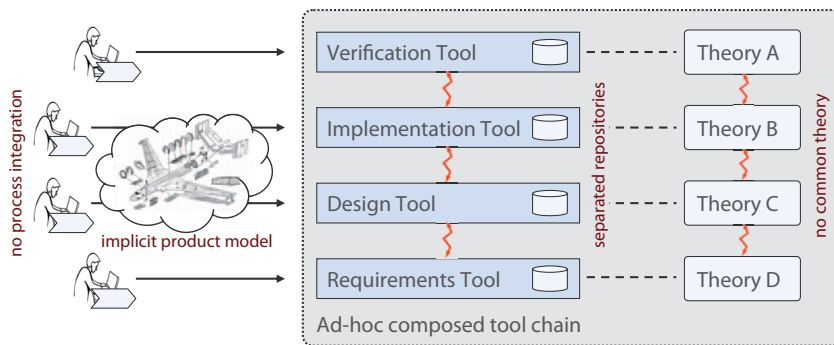 no process integration
Verification Tool
Theory A
Implementation Tool
Theory B
separated repositories
no common theory
Design Tool
Theory C
implicit product model
Requirements Tool
Theory D
Ad-hoc composed tool chain